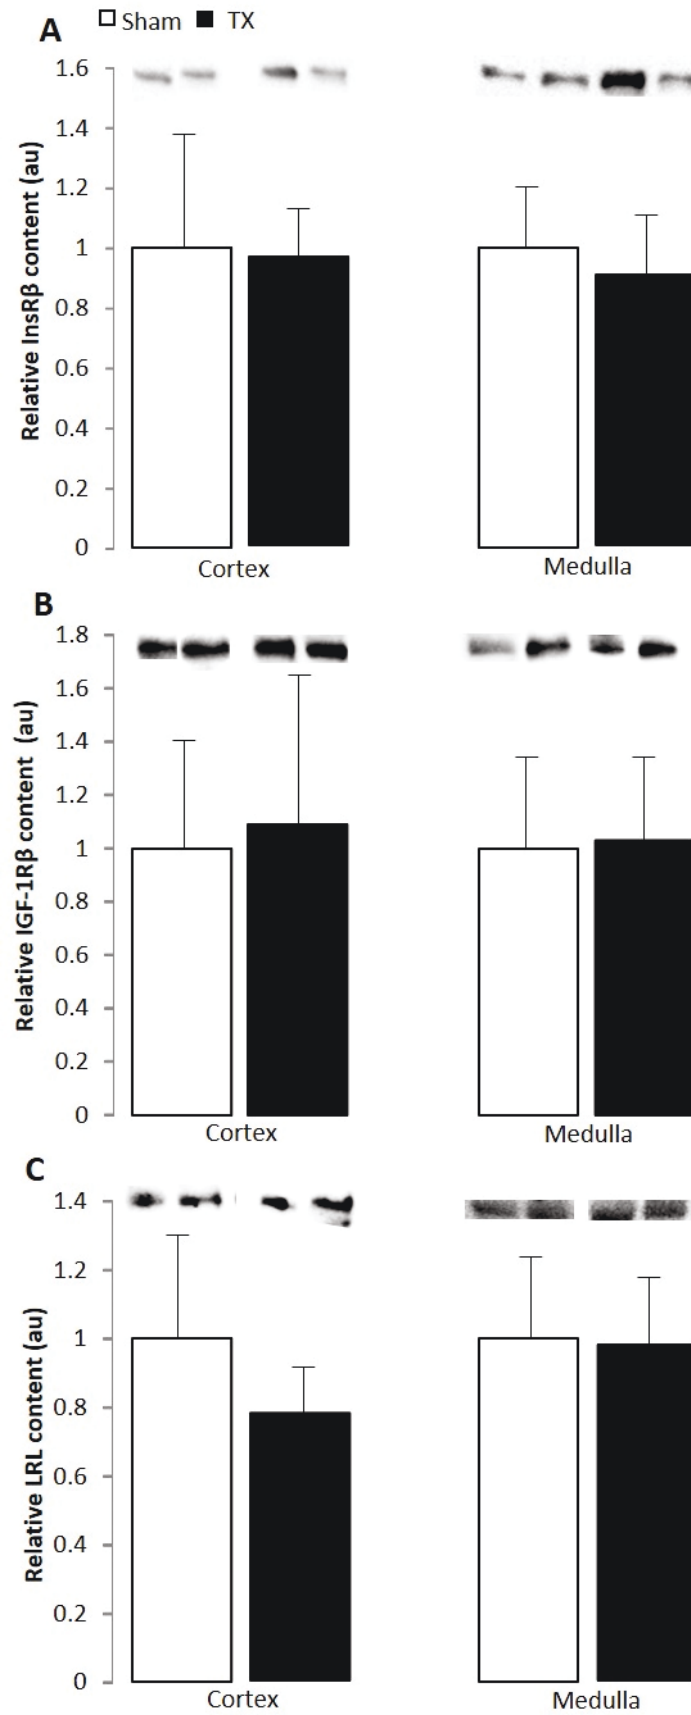 A
Sham TX
Relative InsRβ content (au)
1.6
1.4
1.2
1
0.8
0.6
0.4
0.2
0
Cortex Medulla
B
Relative IGF-1Rβ content (au)
1.8
1.6
1.4
1.2
1
0.8
0.6
0.4
0.2
0
Cortex Medulla
C
Relative LRL content (au)
1.4
1.2
1
0.8
0.6
0.4
0.2
0
Cortex Medulla